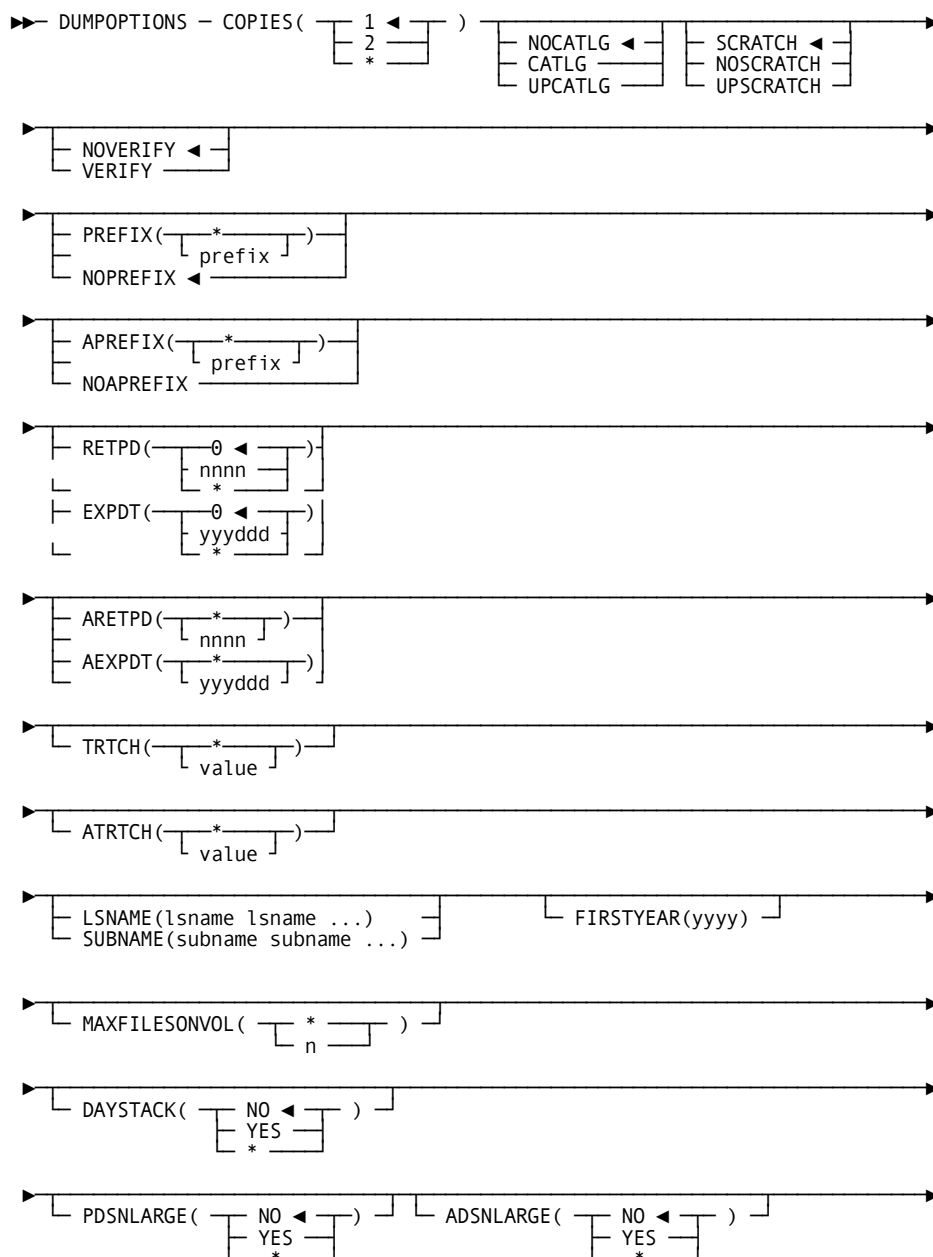 DUMPOPTIONS — COPIES( 1 ) NOCATLG SCRATCH
2 CATLG NOSCRATCH
* UPCATLG UPSCRATCH
NOVERIFY
VERIFY
PREFIX( * )
prefix
NOPREFIX
APREFIX( * )
prefix
NOAPREFIX
RETPD( 0 )
nnnn
*
EXPDT( 0 )
yyyddd
*
ARETPD( * )
nnnn
AEXPDT( * )
yyyddd
TRTCH( * )
value
ATRTCH( * )
value
LSNAME(lsname lsname ...) FIRSTYEAR(yyyy)
SUBNAME(subname subname ...)
MAXFILESONVOL( * )
n
DAYSTACK( NO )
YES
*
PDSNLARGE( NO ) ADSNLARGE( NO )
YES YES
* *